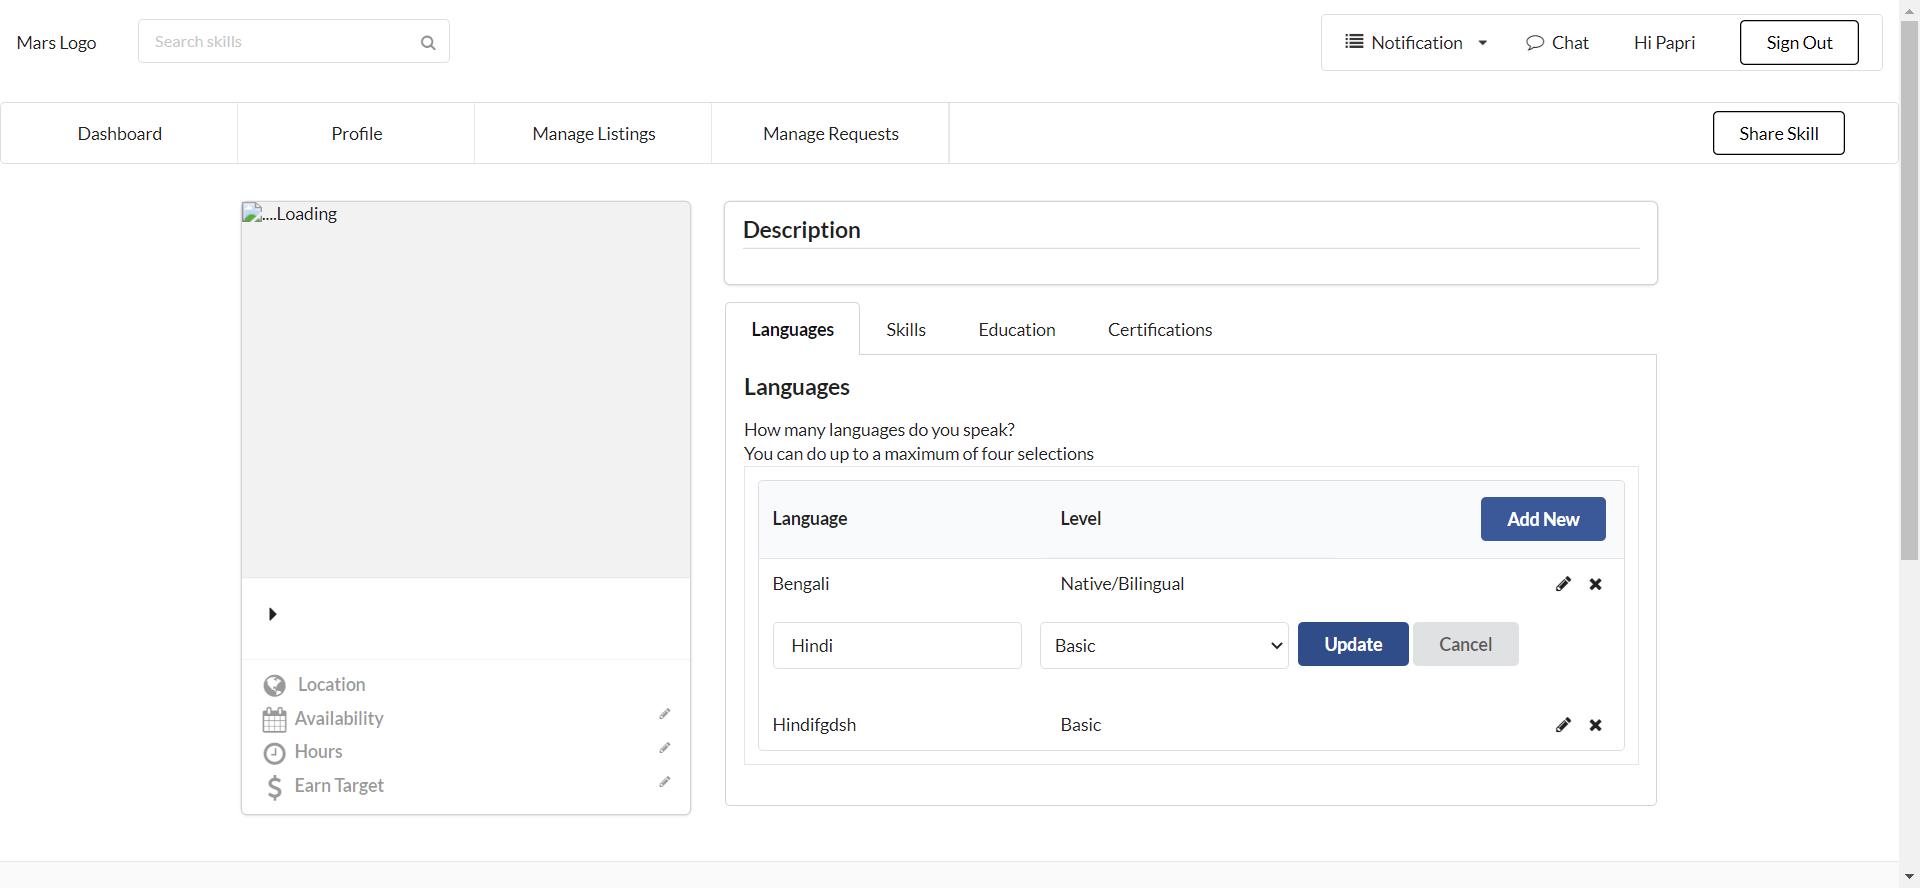 Mars Logo
Search skills
Notification
Chat
Hi Papri
Sign Out
Dashboard
Profile
Manage Listings
Manage Requests
Share Skill
....Loading
Location
Availability
Hours
Earn Target
Description
Languages
Skills
Education
Certifications
Languages
How many languages do you speak?
You can do up to a maximum of four selections
Language
Level
Add New
Bengali
Native/Bilingual
Hindi
Basic
Update
Cancel
Hindifgdsh
Basic